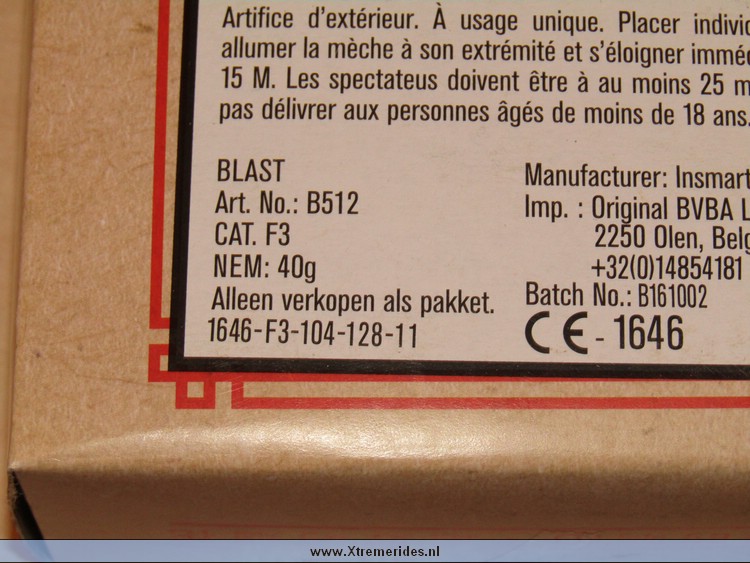 Artifice d'extérieur. À usage unique. Placer
allumer la mèche à son extrémité et s'éloigner
15 M. Les spectateus doivent être à au moins 25 m
pas délivrer aux personnes âgés de moins de 18 ans.
BLAST
Art. No.: B512
CAT. F3
NEM: 40g
Alleen verkopen als pakket.
1646-F3-104-128-11
Manufacturer: Insmart
Imp. : Original BVBA L
2250 Olen, Belg
+32(0)14854181
Batch No.: B161002
CE - 1646
www.Xtremerides.nl